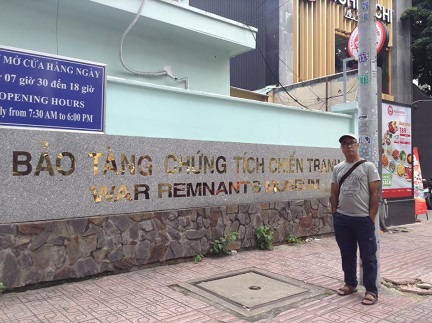 MỞ CỬA HÀNG NGÀY
07 giờ 30 đến 18 giờ
OPENING HOURS
from 7:30 AM to 6:00 PM
BẢO TÀNG CHỨNG TÍCH CHIẾN TRANH
WAR REMNANTS MUSEUM